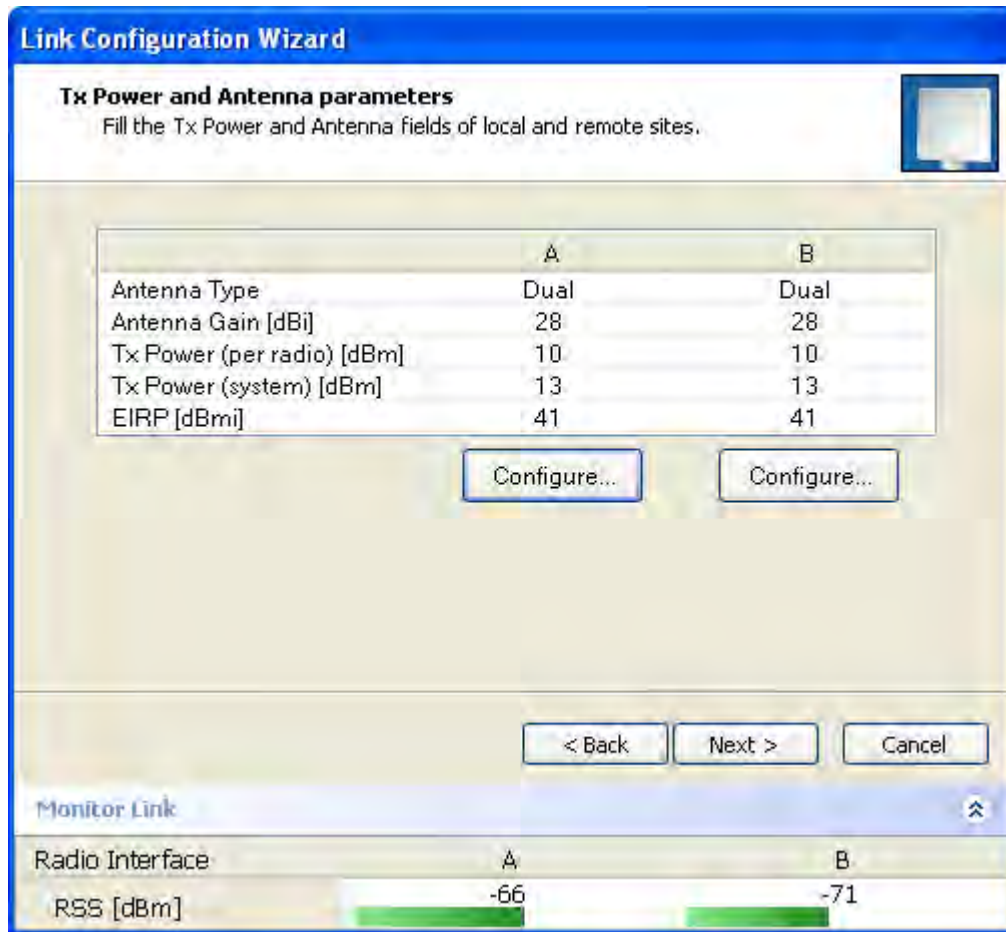 Link Configuration Wizard
Tx Power and Antenna parameters
Fill the Tx Power and Antenna fields of local and remote sites.
A B
Antenna Type Dual Dual
Antenna Gain [dBi] 28 28
Tx Power (per radio) [dBm] 10 10
Tx Power (system) [dBm] 13 13
EIRP [dBmi] 41 41
Configure... Configure...
< Back Next > Cancel
Monitor Link
Radio Interface A B
RSS [dBm] -66 -71